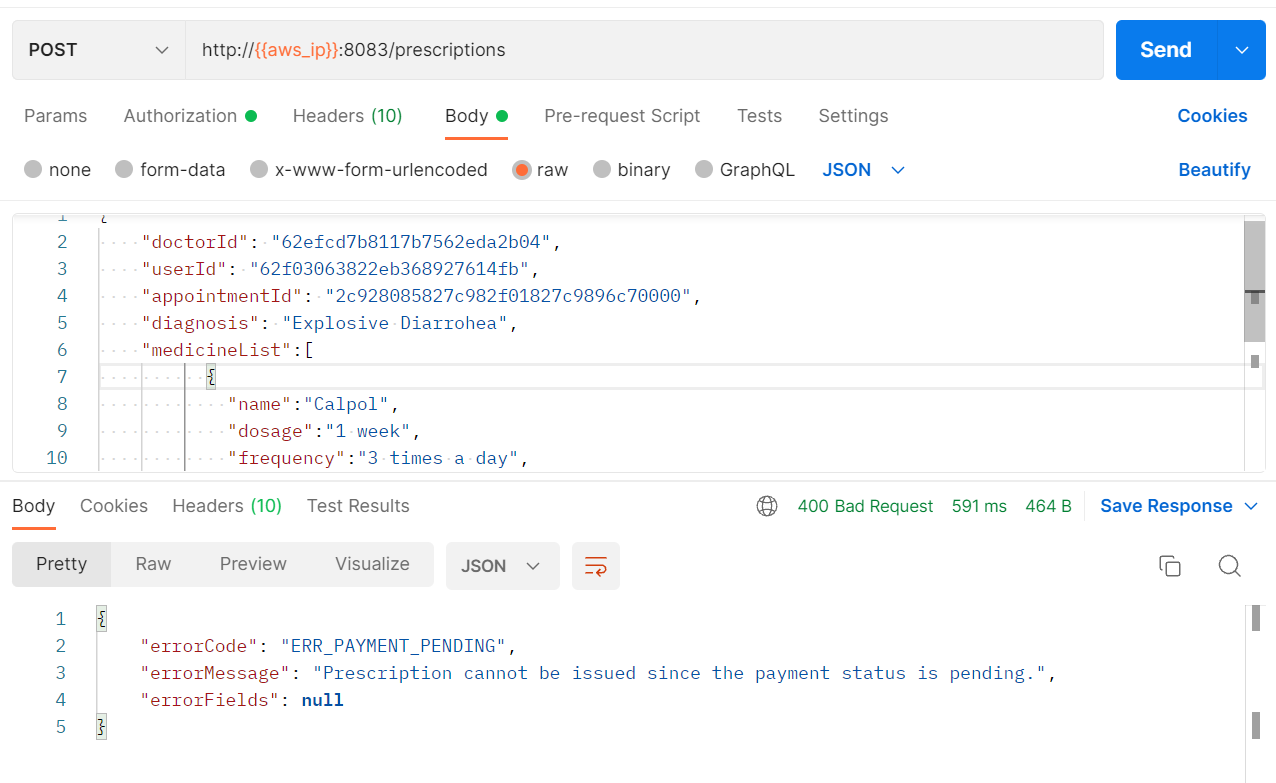 POST http://{{aws_ip}}:8083/prescriptions Send
Params Authorization Headers (10) Body Pre-request Script Tests Settings Cookies
none form-data x-www-form-urlencoded raw binary GraphQL JSON Beautify
1 {
2 "doctorId": "62efcd7b8117b7562eda2b04",
3 "userId": "62f03063822eb368927614fb",
4 "appointmentId": "2c928085827c982f01827c9896c70000",
5 "diagnosis": "Explosive Diarrohea",
6 "medicineList":[
7 {
8 "name":"Calpol",
9 "dosage":"1 week",
10 "frequency":"3 times a day",
Body Cookies Headers (10) Test Results 400 Bad Request 591 ms 464 B Save Response
Pretty Raw Preview Visualize JSON
1 {
2 "errorCode": "ERR_PAYMENT_PENDING",
3 "errorMessage": "Prescription cannot be issued since the payment status is pending.",
4 "errorFields": null
5 }